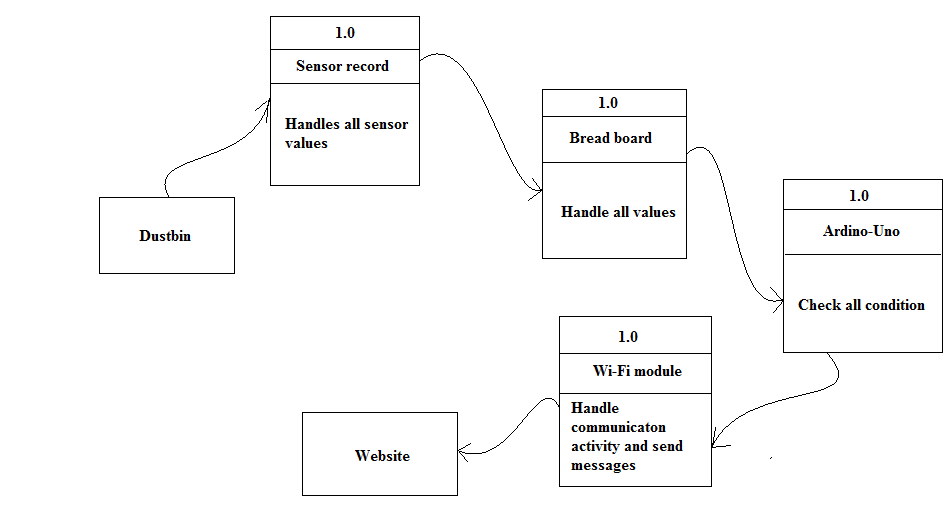 1.0
Sensor record
Handles all sensor
values
Dustbin
1.0
Bread board
Handle all values
1.0
Ardino-Uno
Check all condition
1.0
Wi-Fi module
Handle
communicaton
activity and send
messages
Website